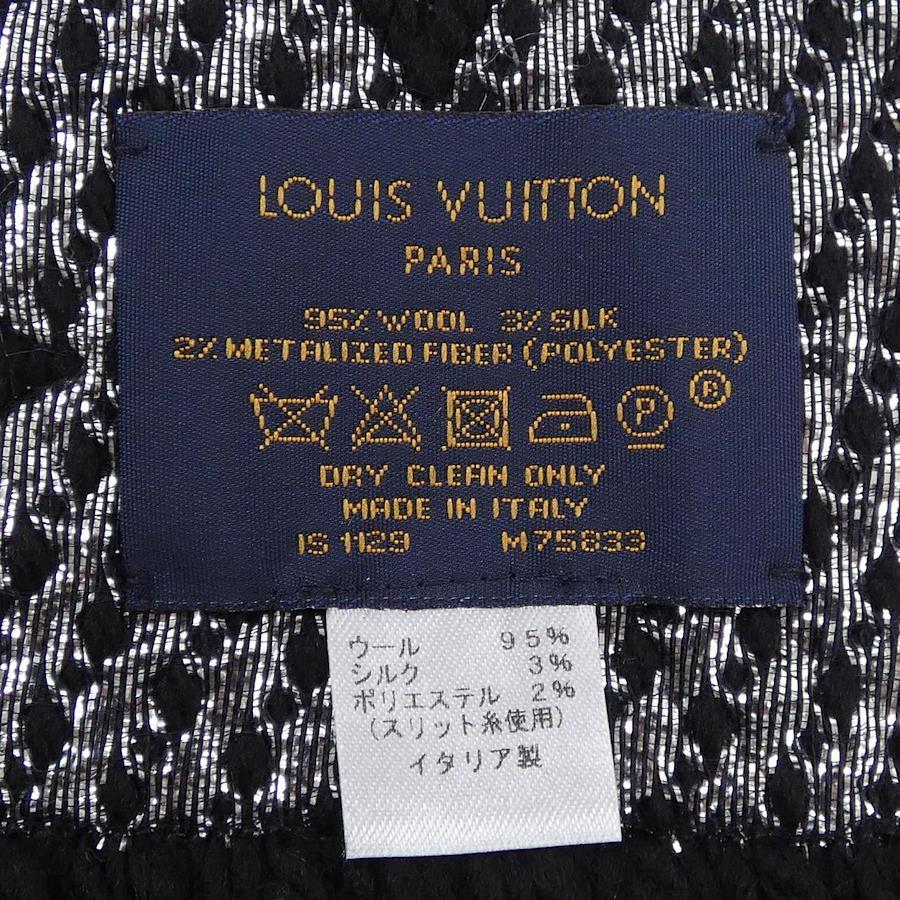 LOUIS VUITTON
PARIS
95% WOOL 3% SILK
2% METALIZED FIBER (POLYESTER)
P ®
DRY CLEAN ONLY
MADE IN ITALY
IS 1129 M75833
ウール 95%
シルク 3%
ポリエステル 2%
(スリット糸使用)
イタリア製